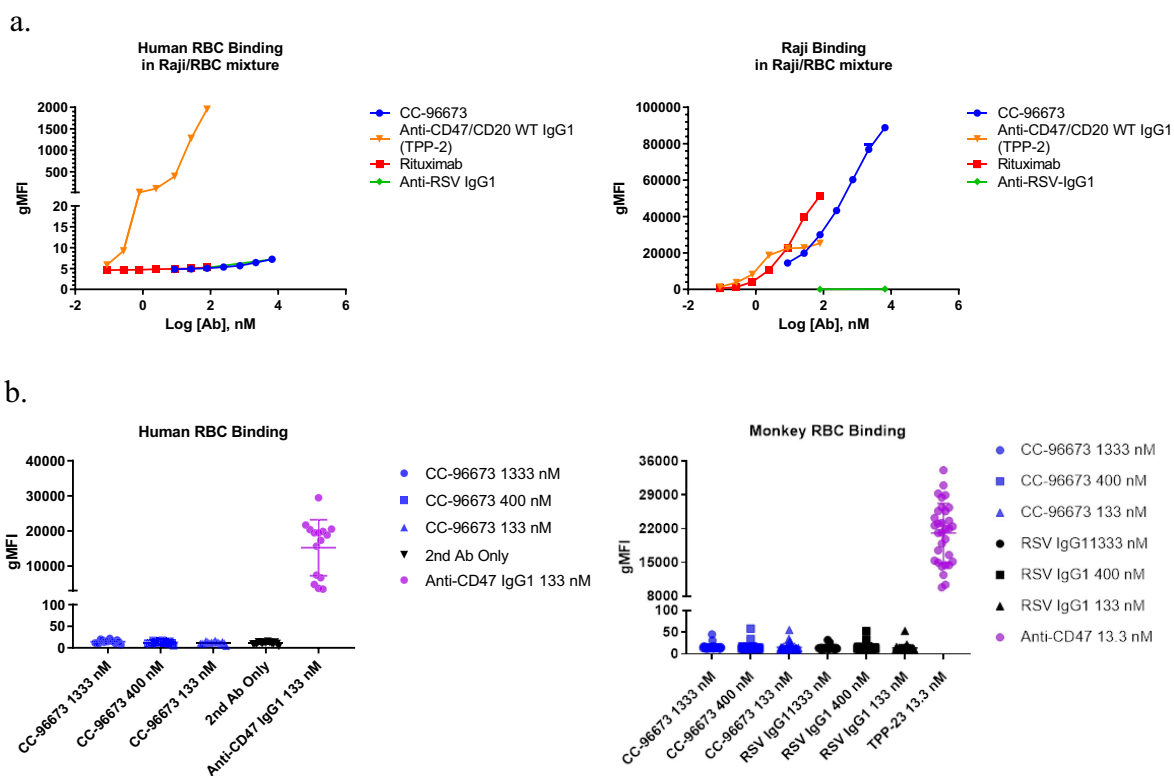 a.
Human RBC Binding
in Raji/RBC mixture
gMFI
2000
1500
1000
500
20
15
10
5
0
-2
0
2
4
6
Log [Ab], nM
CC-96673
Anti-CD47/CD20 WT IgG1
(TPP-2)
Rituximab
Anti-RSV IgG1
Raji Binding
in Raji/RBC mixture
gMFI
100000
80000
60000
40000
20000
0
-2
0
2
4
6
Log [Ab], nM
CC-96673
Anti-CD47/CD20 WT IgG1
(TPP-2)
Rituximab
Anti-RSV-IgG1
b.
Human RBC Binding
gMFI
40000
30000
20000
10000
100
50
0
CC-96673 1333 nM
CC-96673 400 nM
CC-96673 133 nM
2nd Ab Only
Anti-CD47 IgG1 133 nM
CC-96673 1333 nM
CC-96673 400 nM
CC-96673 133 nM
2nd Ab Only
Anti-CD47 IgG1 133 nM
Monkey RBC Binding
gMFI
36000
29000
22000
15000
8000
100
50
0
CC-96673 1333 nM
CC-96673 400 nM
CC-96673 133 nM
RSV IgG11333 nM
RSV IgG1 400 nM
RSV IgG1 133 nM
TPP-23 13.3 nM
CC-96673 1333 nM
CC-96673 400 nM
CC-96673 133 nM
RSV IgG11333 nM
RSV IgG1 400 nM
RSV IgG1 133 nM
Anti-CD47 13.3 nM